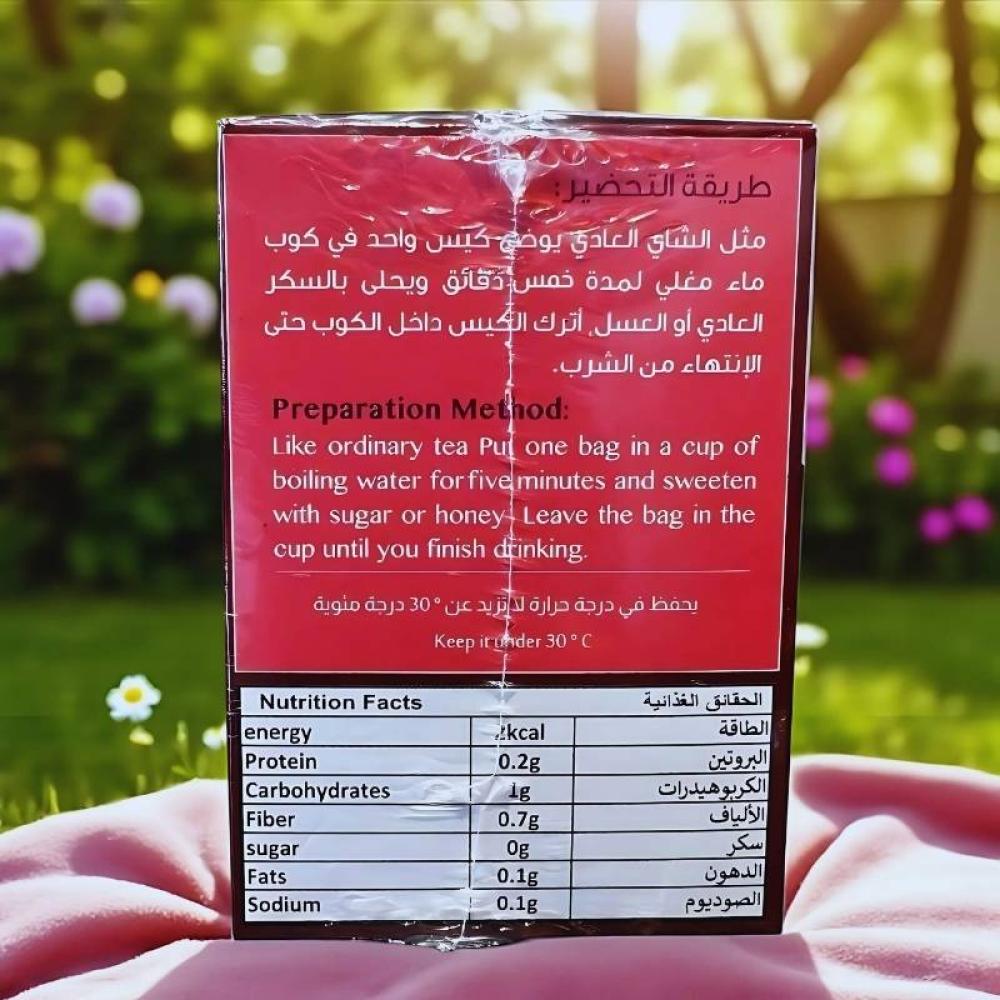 طريقة التحضير:
مثل الشاي العادي يوضع كيس واحد في كوب
ماء مغلي لمدة خمس دقائق ويحلى بالسكر
العادي أو العسل, أترك الكيس داخل الكوب حتى
الإنتهاء من الشرب.
Preparation Method:
Like ordinary tea Put one bag in a cup of
boiling water for five minutes and sweeten
with sugar or honey. Leave the bag in the
cup until you finish drinking.
يحفظ في درجة حرارة لا تزيد عن °30 درجة مئوية
Keep it under 30 ° C
Nutrition Facts الحقائق الغذائية
energy 2kcal الطاقة
Protein 0.2g البروتين
Carbohydrates 1g الكربوهيدرات
Fiber 0.7g الألياف
sugar 0g سكر
Fats 0.1g الدهون
Sodium 0.1g الصوديوم